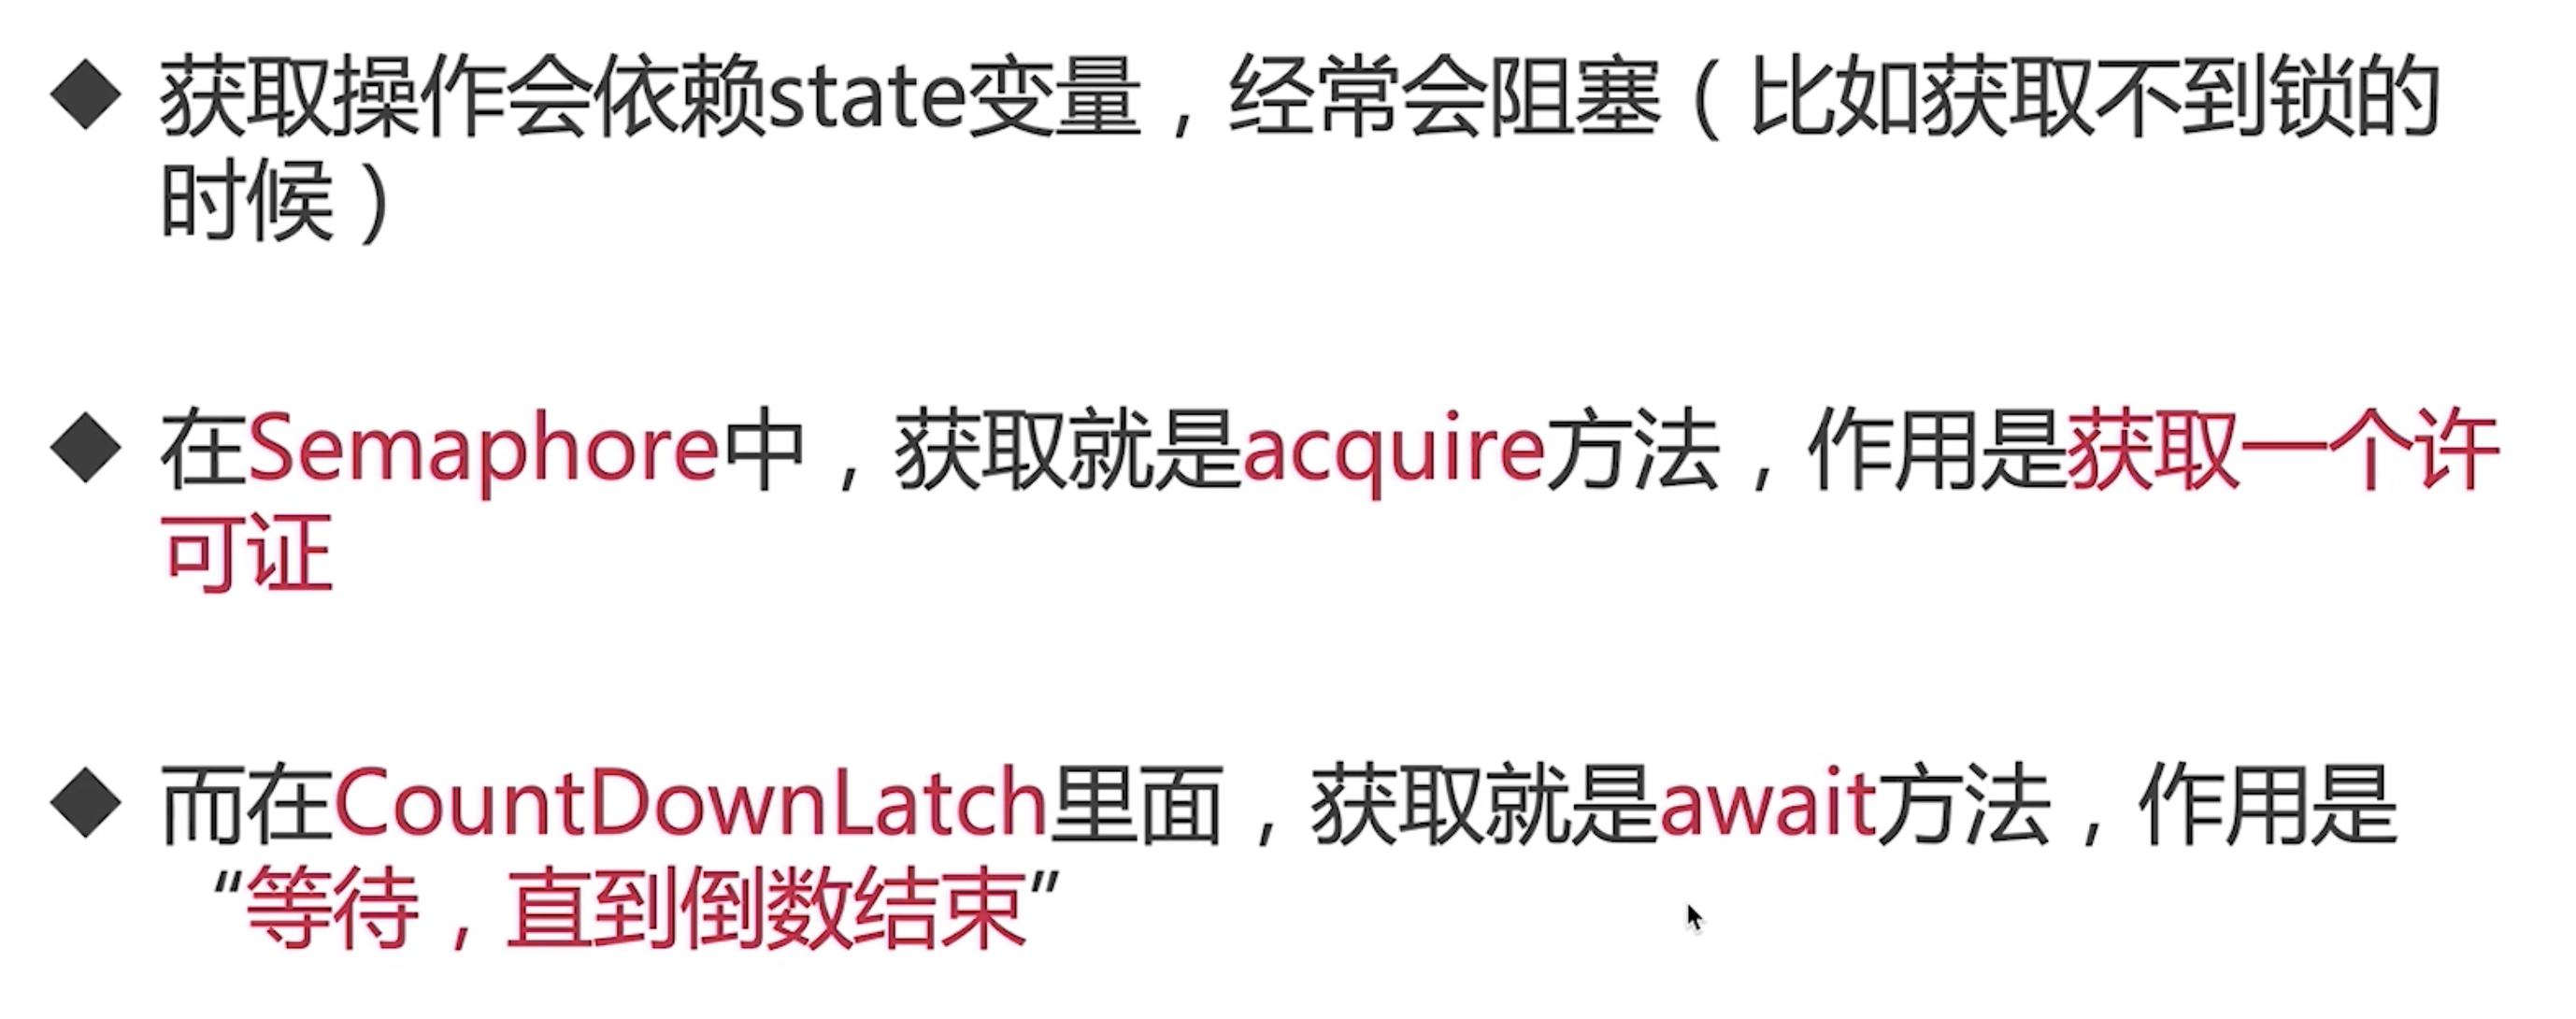 ◆ 获取操作会依赖state变量，经常会阻塞（比如获取不到锁的
时候）
◆ 在Semaphore中，获取就是acquire方法，作用是获取一个许
可证
◆ 而在CountDownLatch里面，获取就是await方法，作用是
“等待，直到倒数结束”